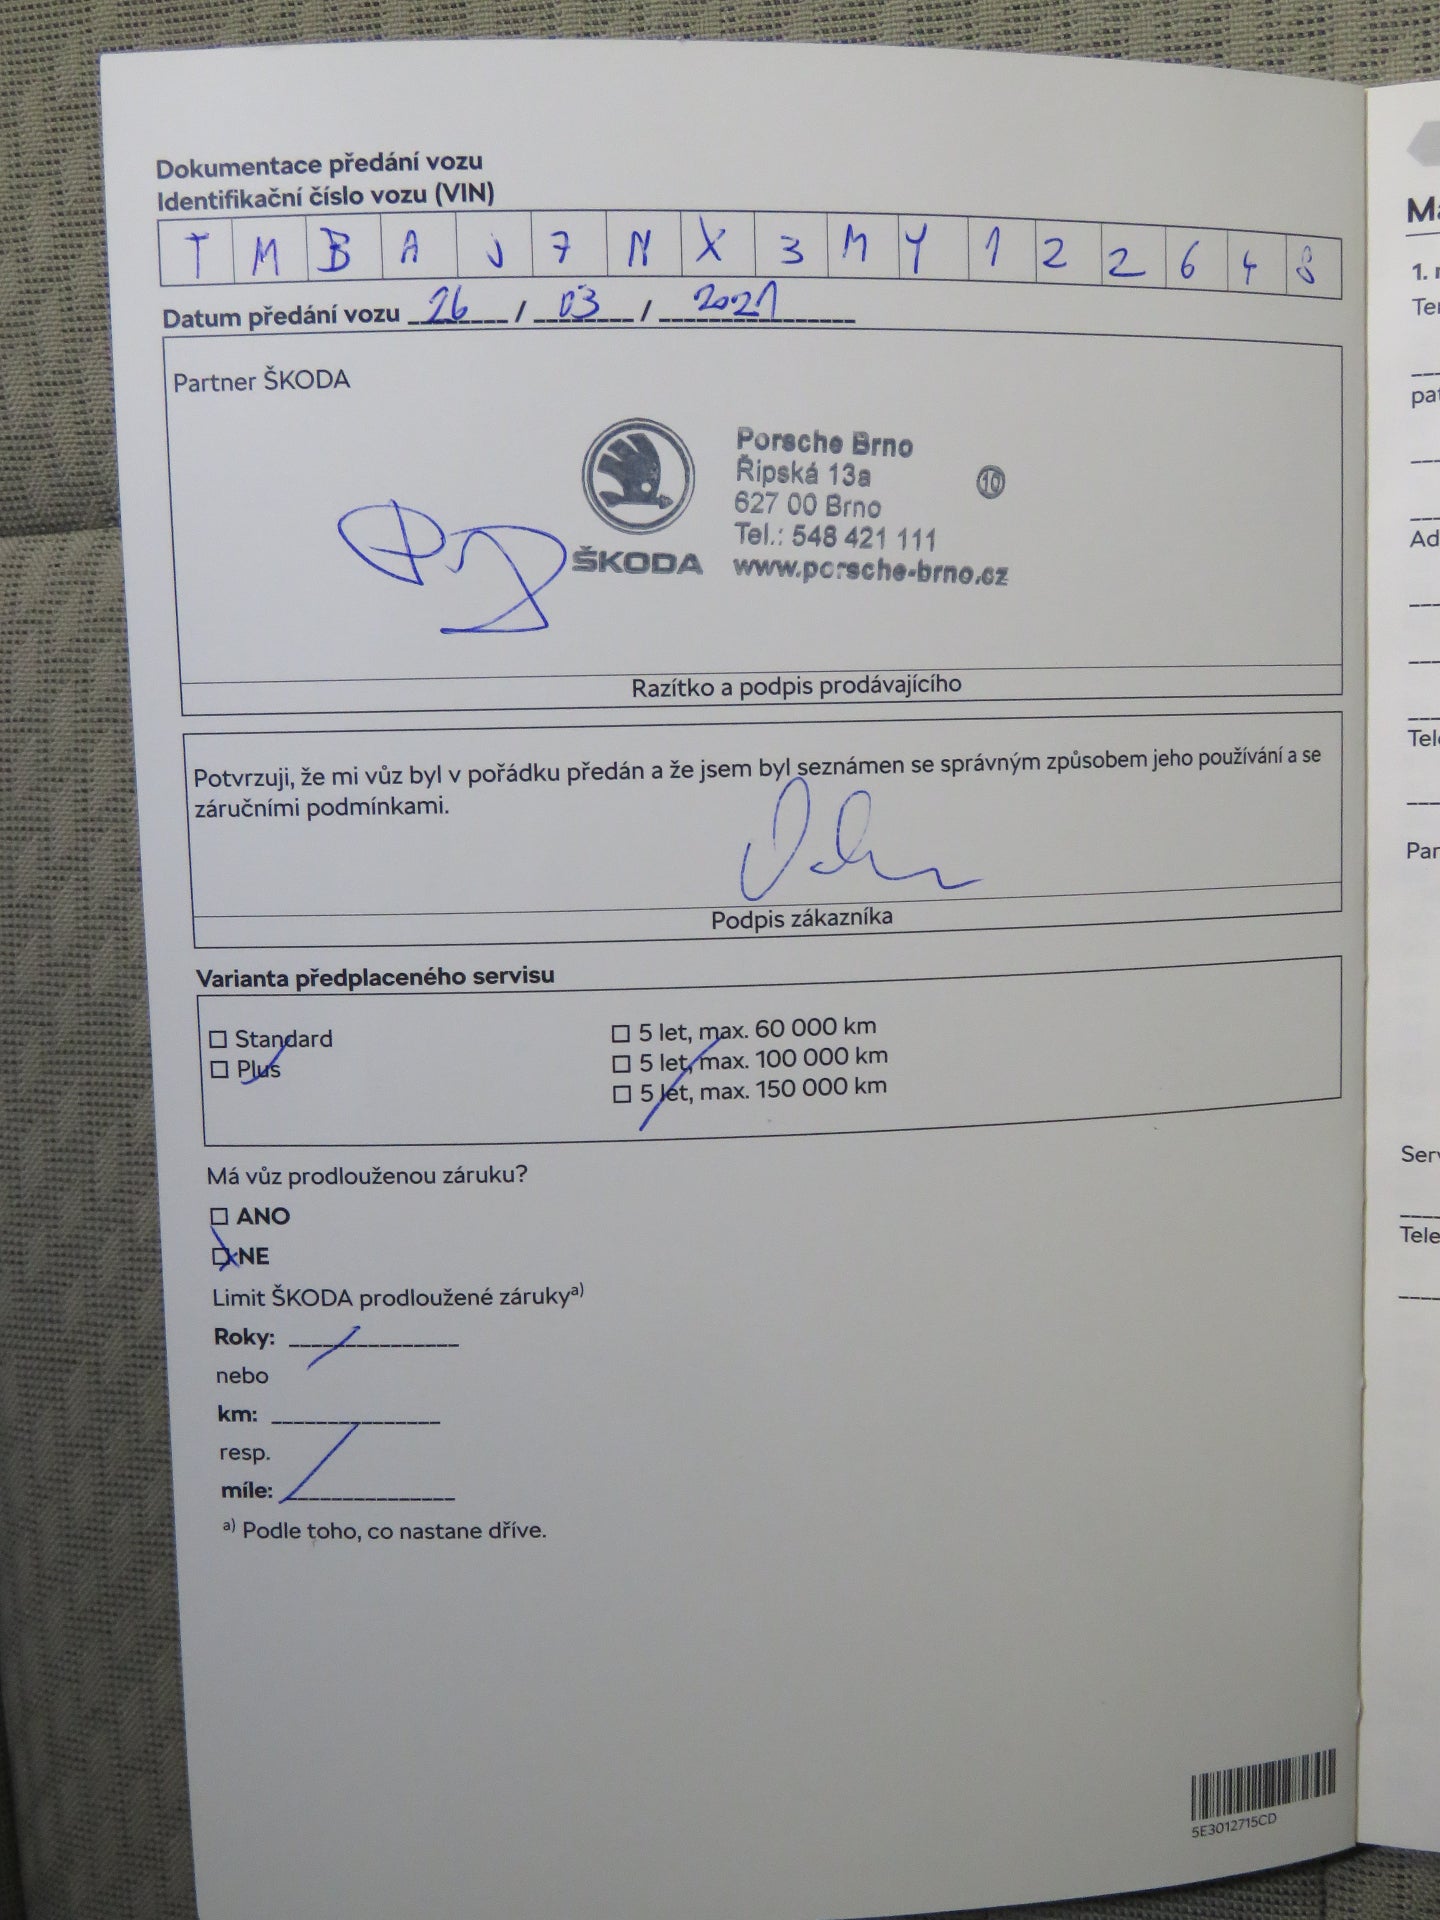 Dokumentace předání vozu
Identifikační číslo vozu (VIN)
T M B A J 7 N X 3 M Y 1 2 2 6 4 8
Datum předání vozu 26 / 03 / 2021
Partner ŠKODA
ŠKODA
Porsche Brno
Řipská 13a
627 00 Brno
Tel.: 548 421 111
www.porsche-brno.cz
10
Razítko a podpis prodávajícího
Potvrzuji, že mi vůz byl v pořádku předán a že jsem byl seznámen se správným způsobem jeho používání a se
záručními podmínkami.
Podpis zákazníka
Varianta předplaceného servisu
☐ Standard
☐ Plus
☐ 5 let, max. 60 000 km
☐ 5 let, max. 100 000 km
☐ 5 let, max. 150 000 km
Má vůz prodlouženou záruku?
☐ ANO
☒ NE
Limit ŠKODA prodloužené záruky a)
Roky:
nebo
km:
resp.
míle:
a) Podle toho, co nastane dříve.
5E3012715CD
1.